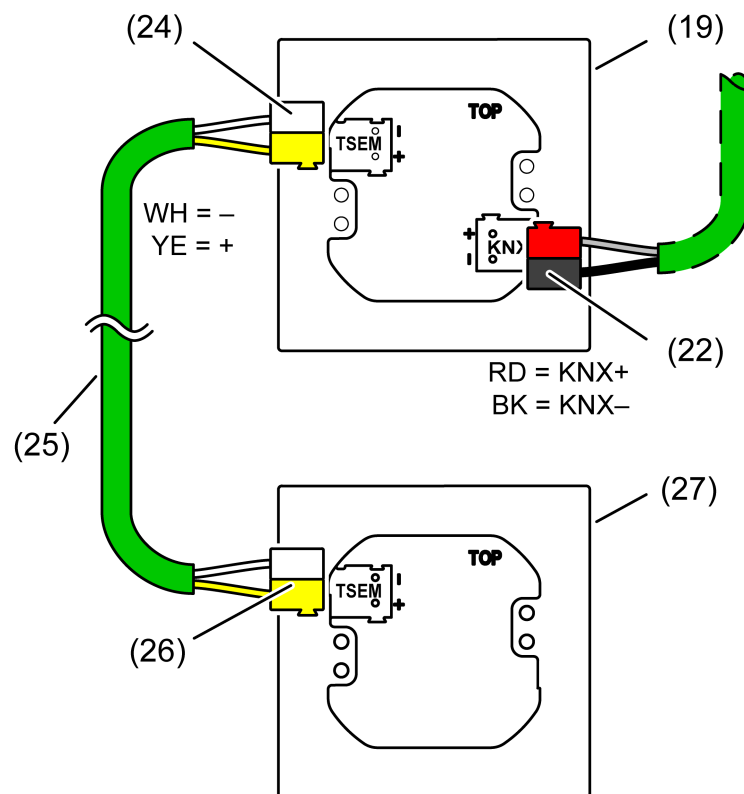 (24)
(19)
TOP
TSEM
–
+
WH = –
YE = +
+
–
KNX
(22)
RD = KNX+
BK = KNX–
(25)
(27)
TOP
TSEM
–
+
(26)